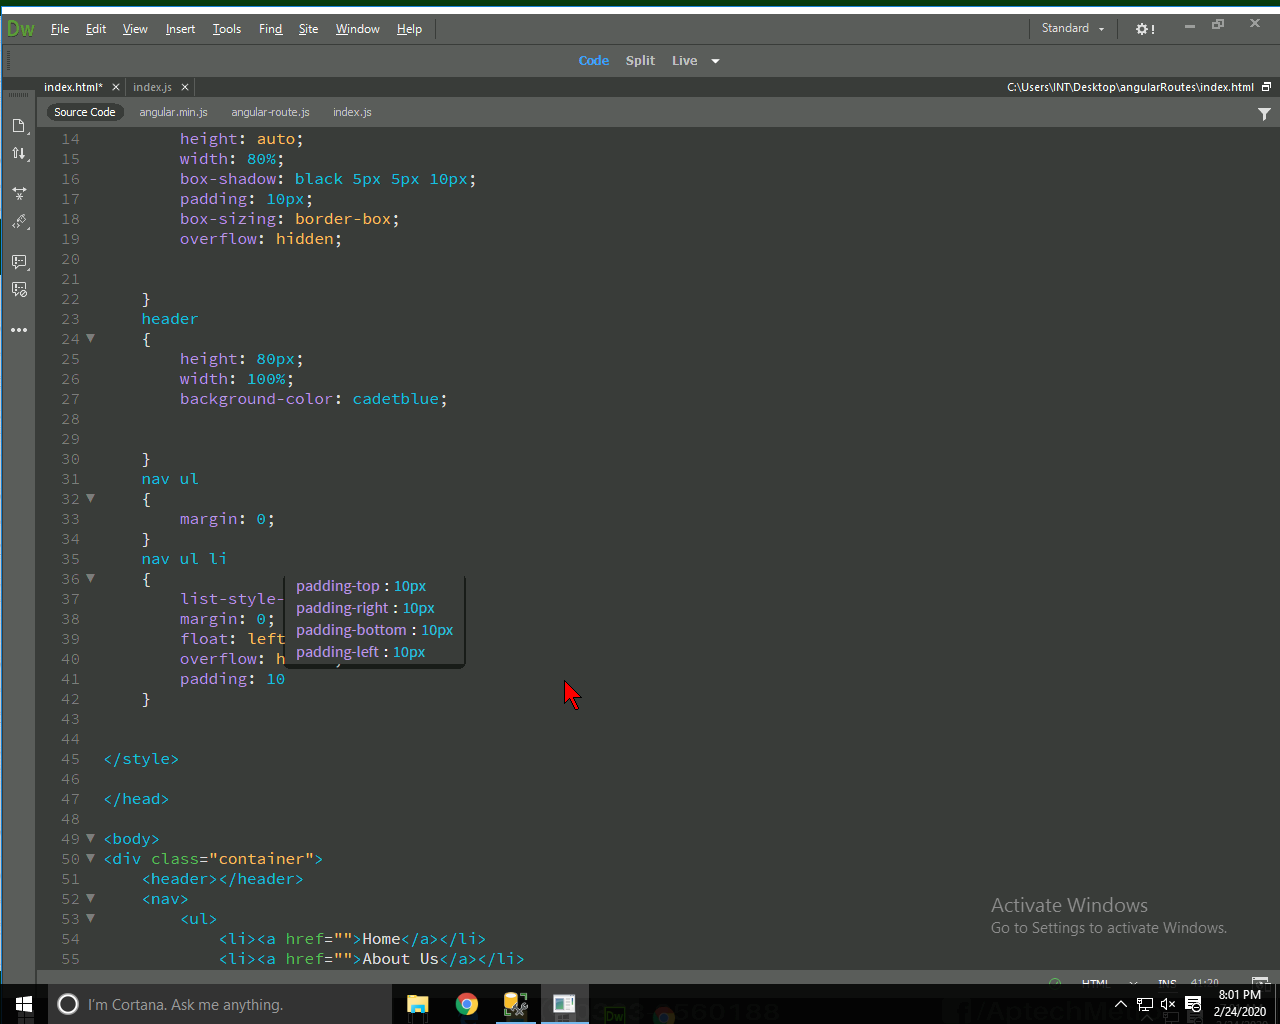 Dw File Edit View Insert Tools Find Site Window Help Standard
Code Split Live
index.html* index.js C:\Users\INT\Desktop\angularRoutes\index.html
Source Code angular.min.js angular-route.js index.js
14 height: auto;
15 width: 80%;
16 box-shadow: black 5px 5px 10px;
17 padding: 10px;
18 box-sizing: border-box;
19 overflow: hidden;
20
21
22 }
23 header
24 {
25 height: 80px;
26 width: 100%;
27 background-color: cadetblue;
28
29
30 }
31 nav ul
32 {
33 margin: 0;
34 }
35 nav ul li
36 {
padding-top : 10px
37 list-style-
padding-right : 10px
38 margin: 0;
padding-bottom : 10px
39 float: left
40 overflow: h
padding-left : 10px
41 padding: 10
42 }
43
44
45 </style>
46
47 </head>
48
49 <body>
50 <div class="container">
51 <header></header>
52 <nav>
53 <ul>
54 <li><a href="">Home</a></li>
55 <li><a href="">About Us</a></li>
Activate Windows
Go to Settings to activate Windows.
HTML INS 41:20
I'm Cortana. Ask me anything.
8:01 PM
2/24/2020